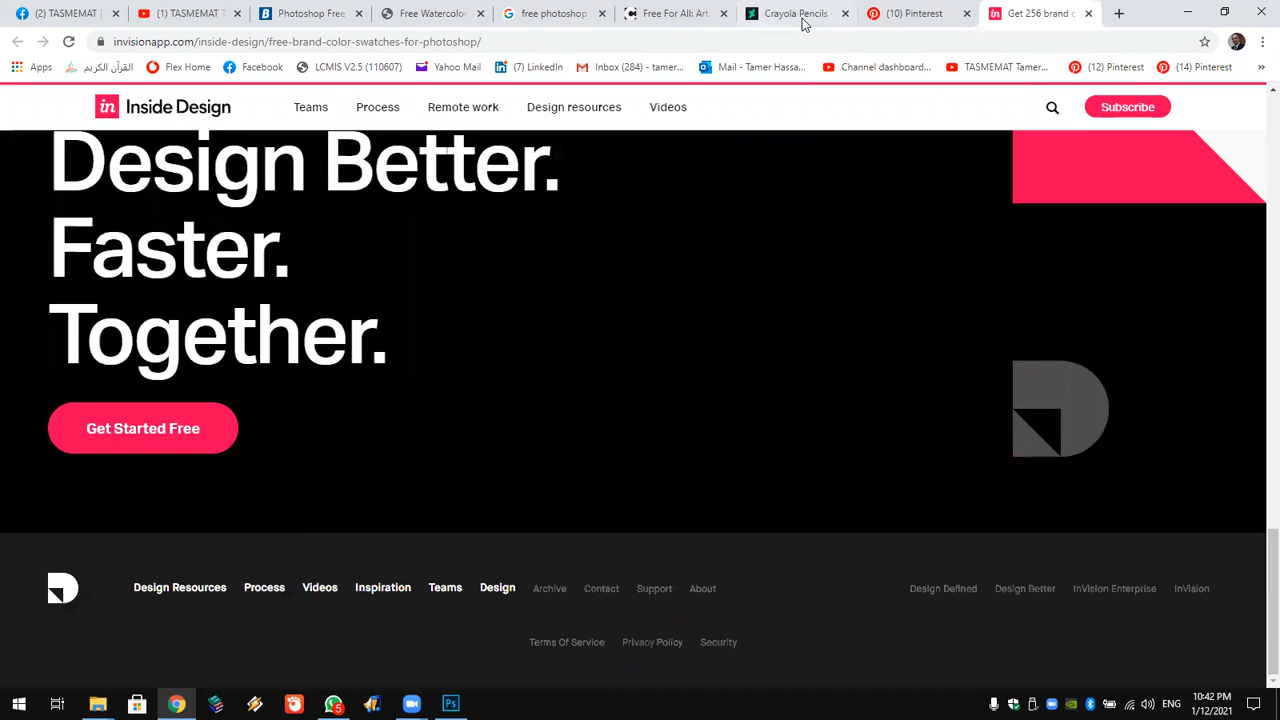 (2) TASMEMAT T
(1) TASMEMAT T
Photoshop Free
Free Watercolor
free photoshop
Free For All: Art
Crayola Pencils -
(10) Pinterest
Get 256 brand c
invisionapp.com/inside-design/free-brand-color-swatches-for-photoshop/
Apps
القرآن الكريم
Flex Home
Facebook
LCMIS V2.5 (110607)
Yahoo Mail
(7) LinkedIn
Inbox (284) - tamer...
Mail - Tamer Hassa...
Channel dashboard...
TASMEMAT Tamer...
(12) Pinterest
(14) Pinterest
in Inside Design
Teams
Process
Remote work
Design resources
Videos
Subscribe
Design Better.
Faster.
Together.
Get Started Free
Design Resources
Process
Videos
Inspiration
Teams
Design
Archive
Contact
Support
About
Design Defined
Design Better
InVision Enterprise
InVision
Terms Of Service
Privacy Policy
Security
5
Ps
ENG
10:42 PM
1/12/2021